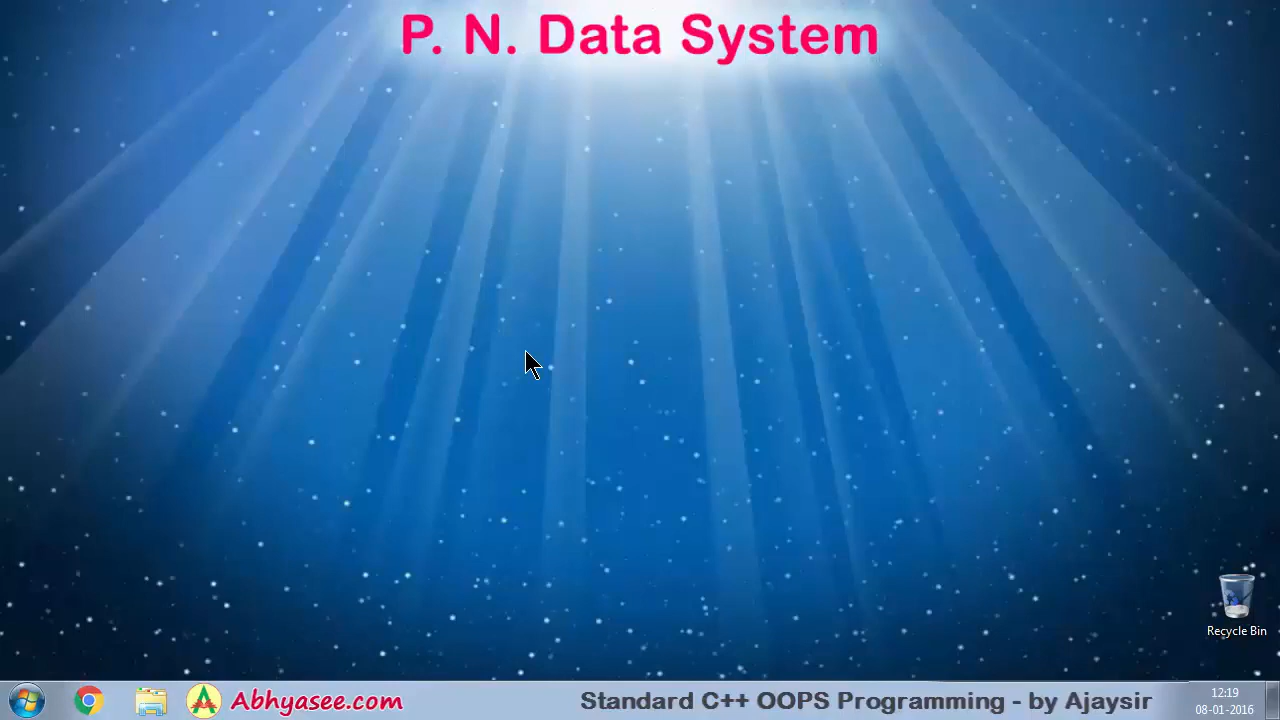 P. N. Data System
Recycle Bin
Abhyasee.com
Standard C++ OOPS Programming - by Ajaysir
12:19
08-01-2016